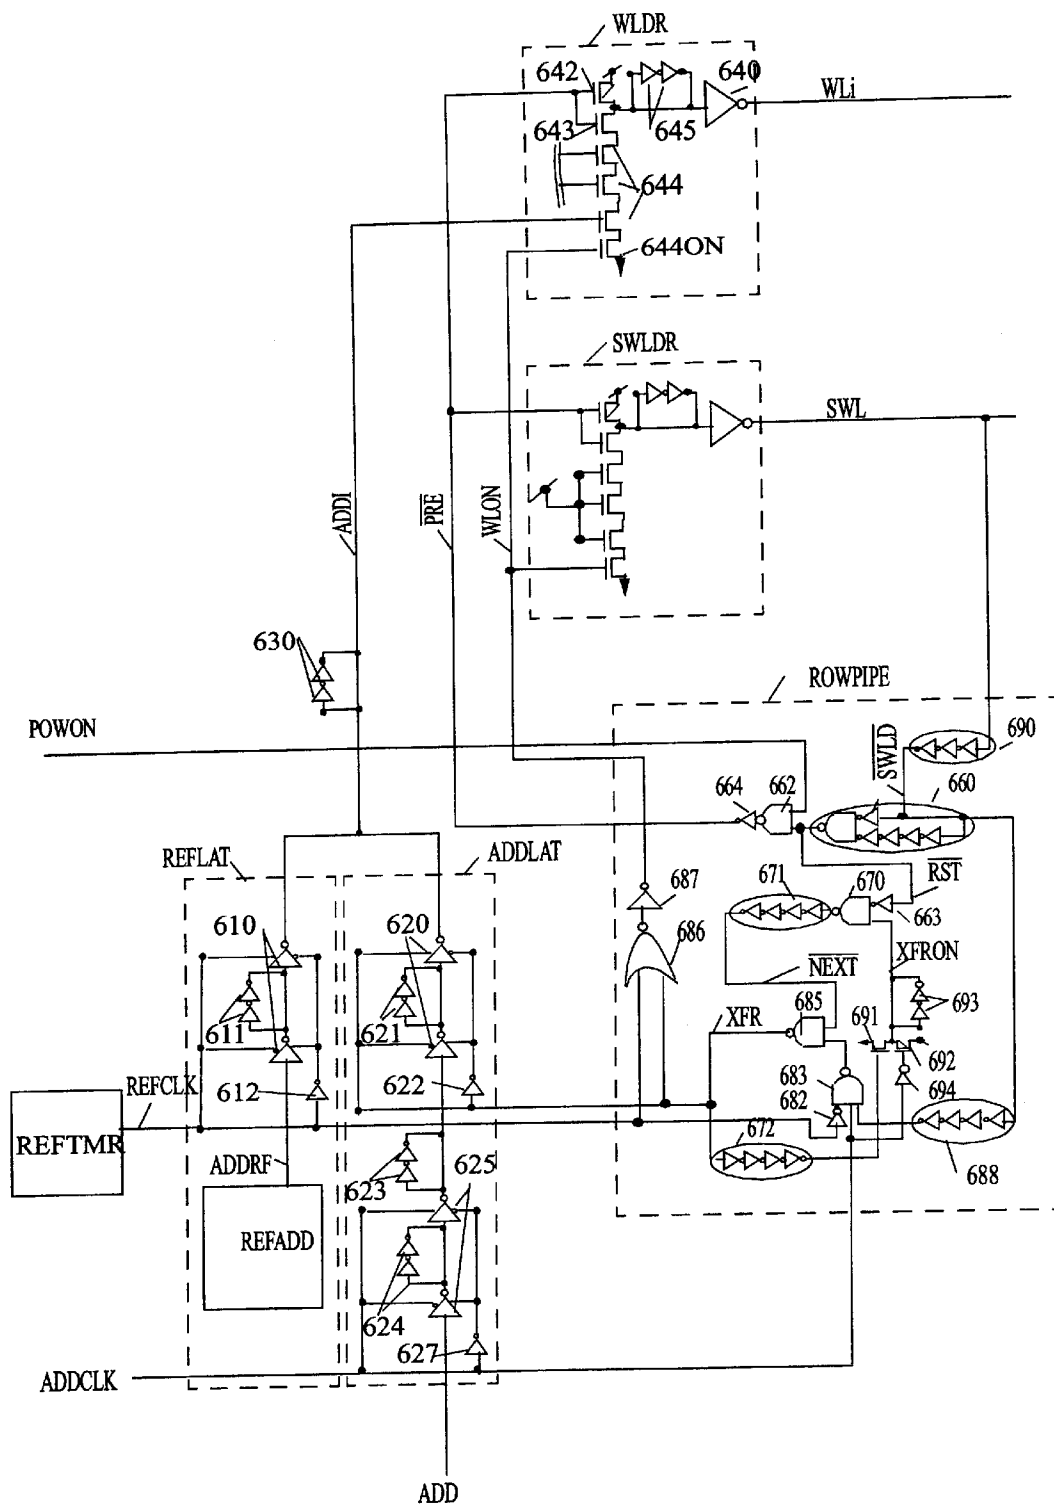 WLDR
642
640
WLi
643
645
644
644ON
SWLDR
SWL
ADDI
PRE
WLON
630
ROWPIPE
POWON
SWLD
690
664
662
660
REFLAT
ADDLAT
RST
671
670
687
663
610
620
686
XFRON
NEXT
685
693
XFR
691
611
621
692
683
REFCLK
612
622
682
694
REFTMR
672
ADDRF
623
625
688
REFADD
624
627
ADDCLK
ADD